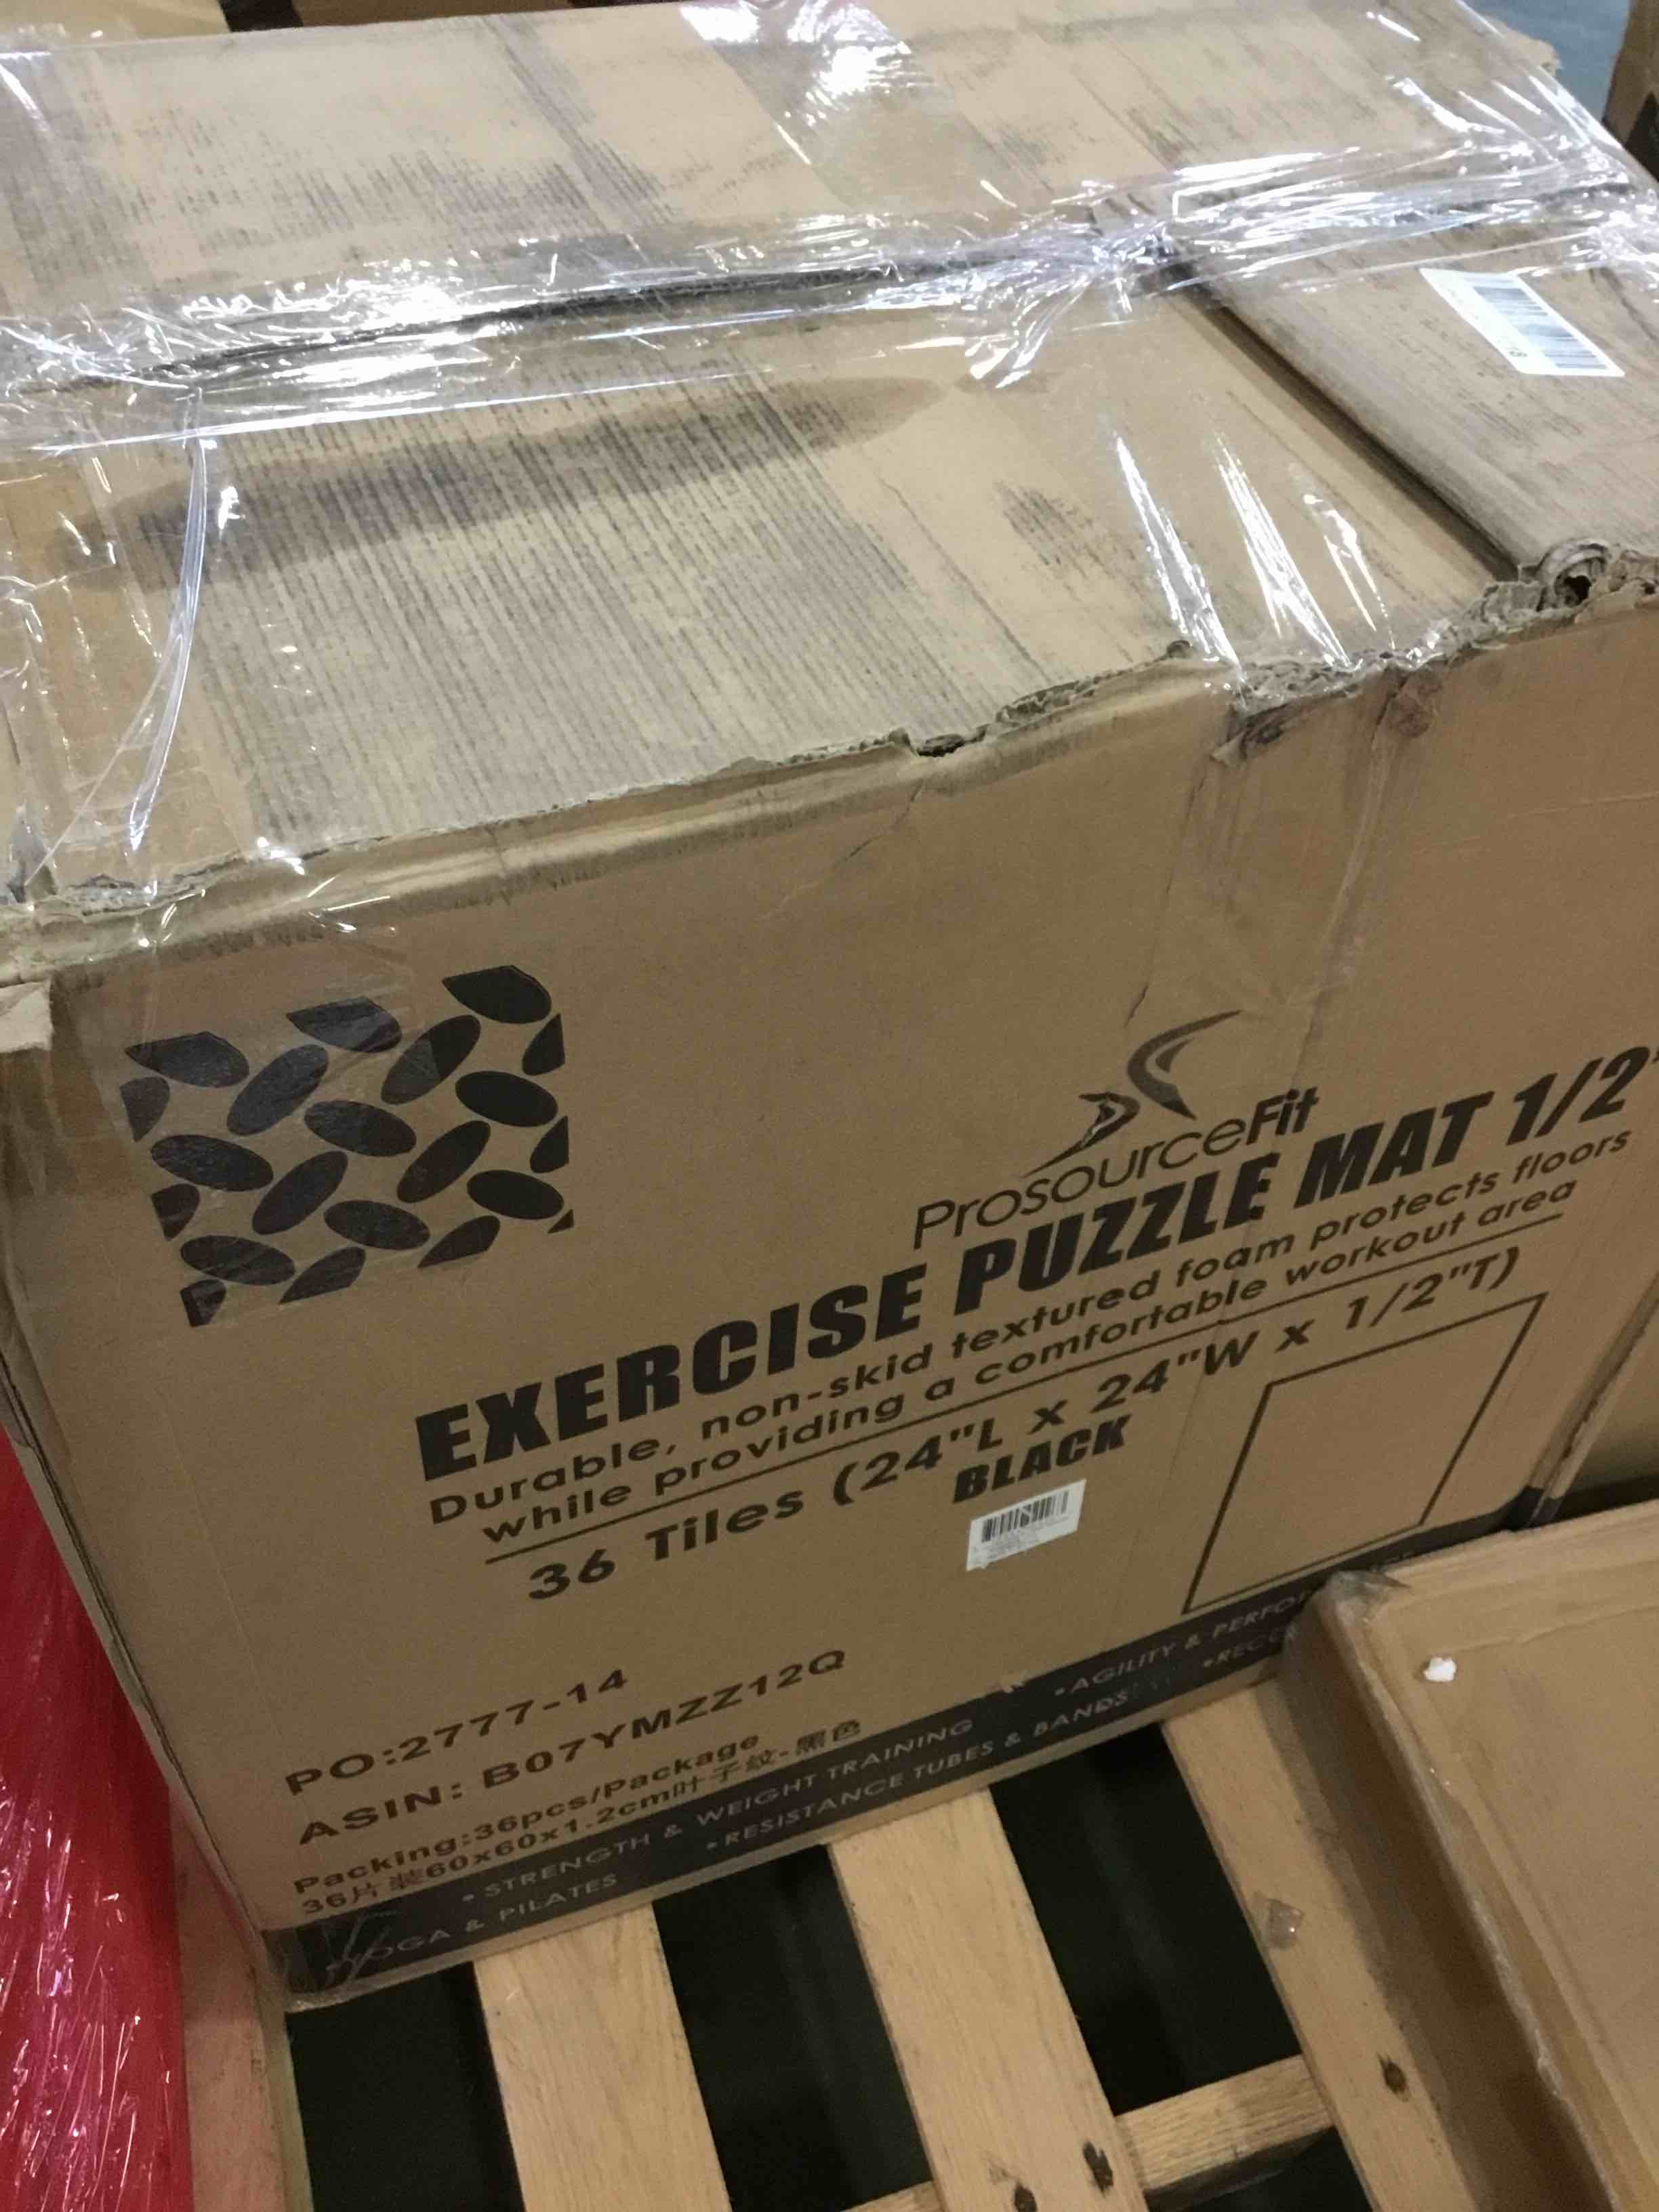 ProsourceFit
EXERCISE PUZZLE MAT 1/2"
Durable, non-skid textured foam protects floors
while providing a comfortable workout area
36 Tiles (24"L x 24"W x 1/2"T)
BLACK
PO:2777-14
ASIN: B07YMZZ12Q
Packing:36pcs/Package
36片装60x60x1.2cm叶子纹-黑色
• STRENGTH & WEIGHT TRAINING
• AGILITY &
YOGA & PILATES
• RESISTANCE TUBES & BANDS